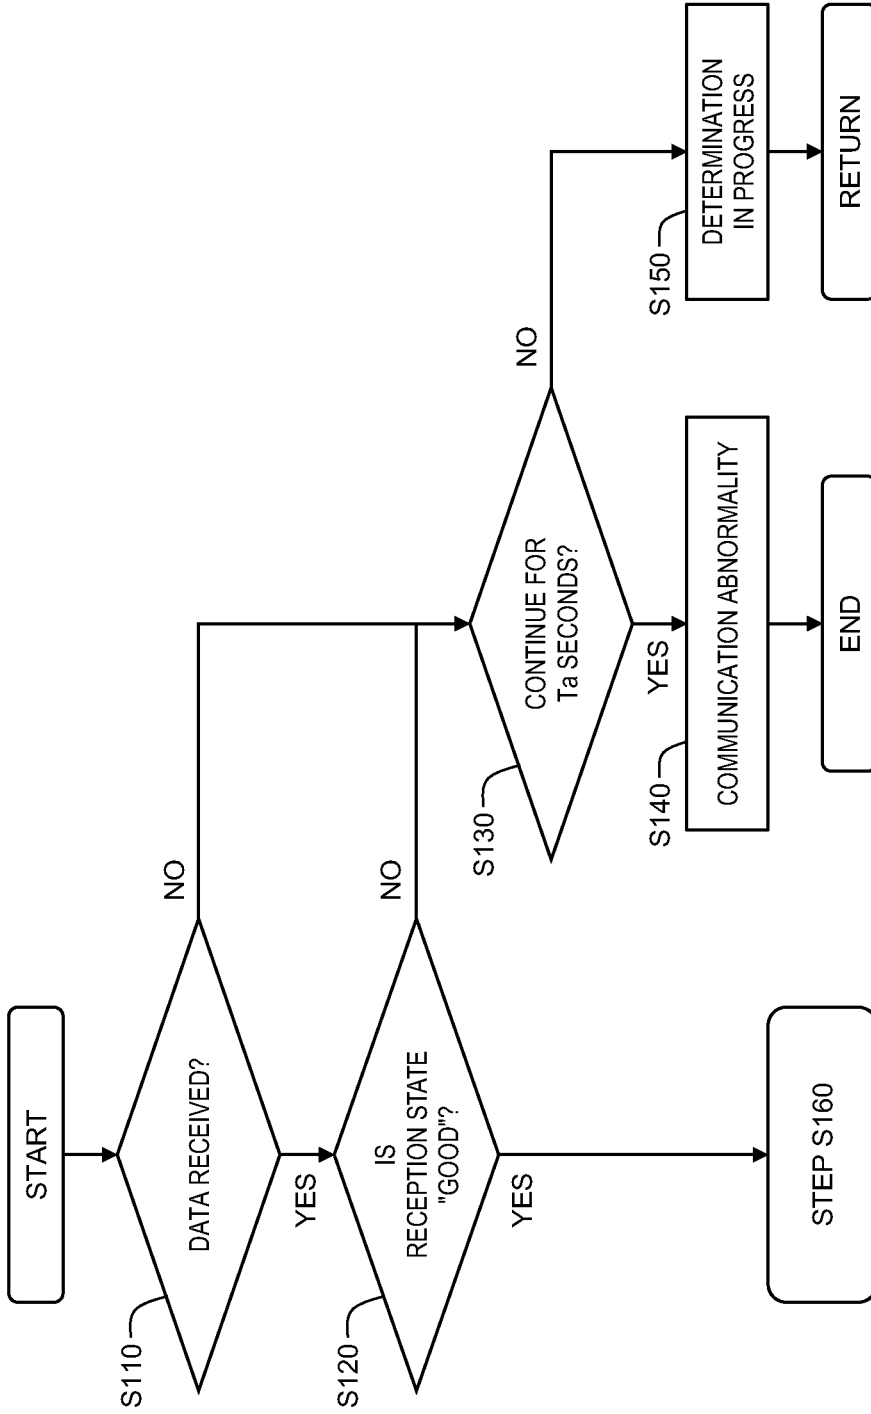 START
S110
DATA RECEIVED?
NO
YES
S120
IS
RECEPTION STATE
"GOOD"?
NO
YES
S130
CONTINUE FOR
Ta SECONDS?
NO
YES
S140
COMMUNICATION ABNORMALITY
S150
DETERMINATION
IN PROGRESS
STEP S160
END
RETURN